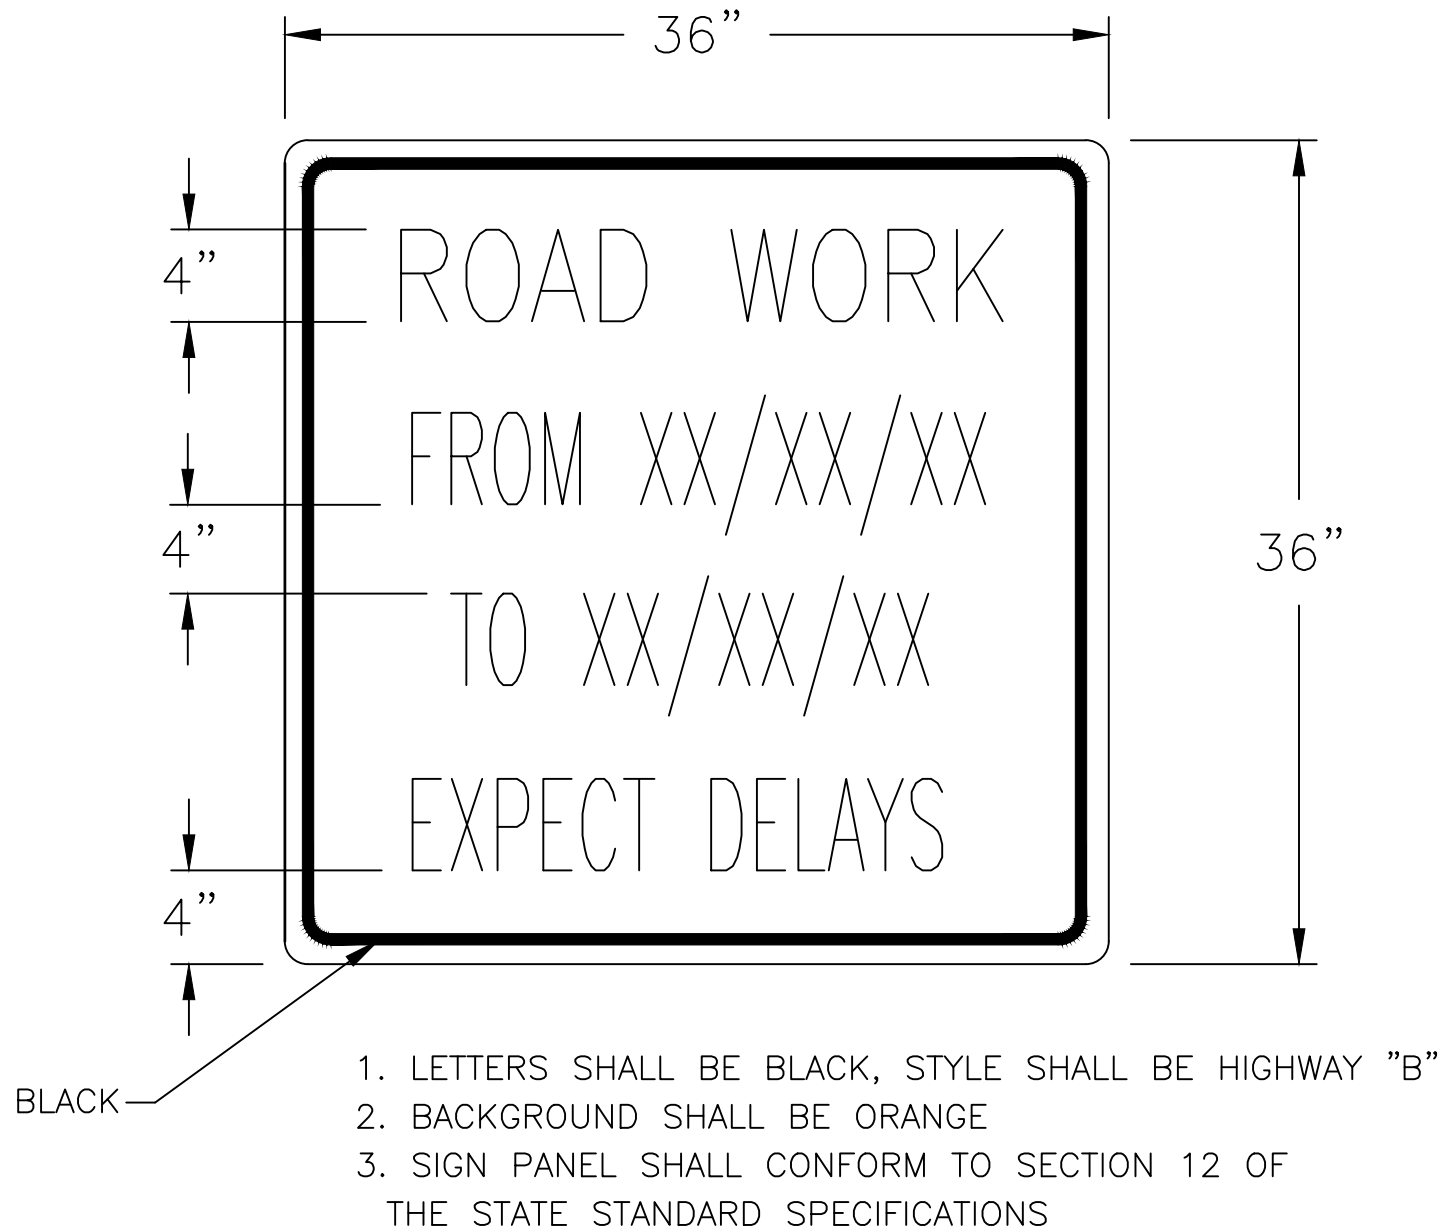 36”
4”
ROAD WORK
FROM XX/XX/XX
4”
36”
TO XX/XX/XX
EXPECT DELAYS
4”
BLACK
1. LETTERS SHALL BE BLACK, STYLE SHALL BE HIGHWAY ”B”
2. BACKGROUND SHALL BE ORANGE
3. SIGN PANEL SHALL CONFORM TO SECTION 12 OF
THE STATE STANDARD SPECIFICATIONS